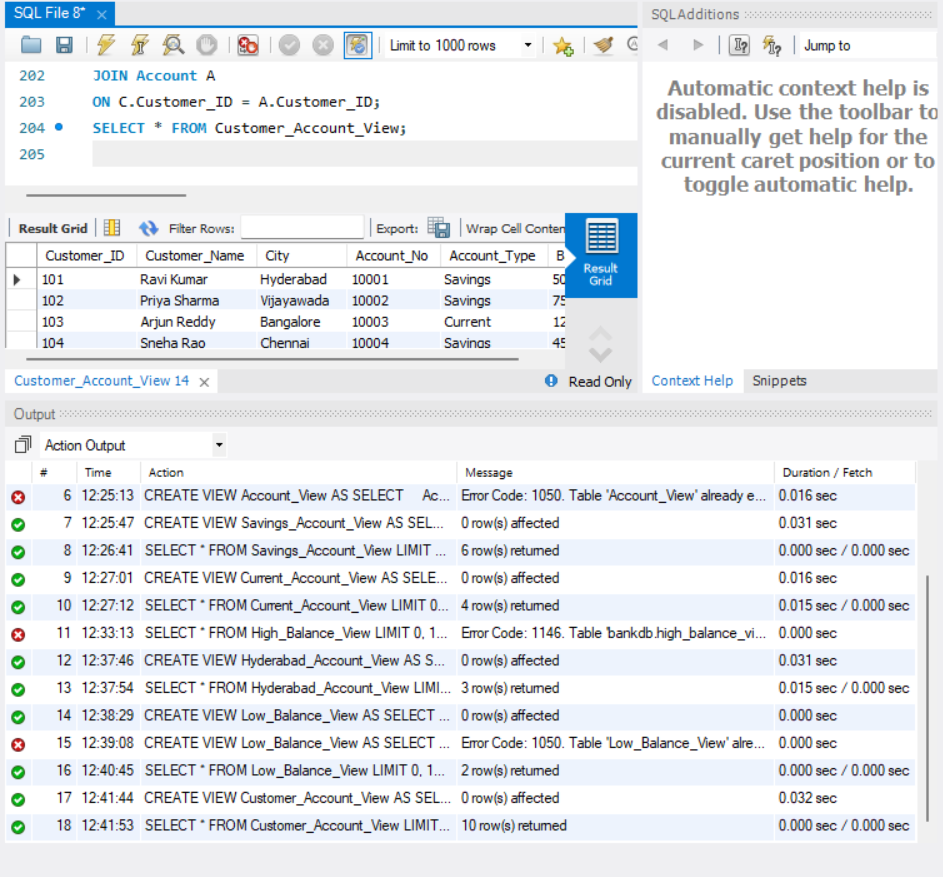 SQL File 8*
SQLAdditions
Limit to 1000 rows
Jump to
202 JOIN Account A
203 ON C.Customer_ID = A.Customer_ID;
204 SELECT * FROM Customer_Account_View;
205
Automatic context help is
disabled. Use the toolbar to
manually get help for the
current caret position or to
toggle automatic help.
Result Grid Filter Rows: Export: Wrap Cell Conten
Result
Grid
Customer_ID Customer_Name City Account_No Account_Type B
101 Ravi Kumar Hyderabad 10001 Savings 50
102 Priya Sharma Vijayawada 10002 Savings 75
103 Arjun Reddy Bangalore 10003 Current 12
104 Sneha Rao Chennai 10004 Savings 45
Customer_Account_View 14
Read Only
Context Help Snippets
Output
Action Output
# Time Action Message Duration / Fetch
6 12:25:13 CREATE VIEW Account_View AS SELECT Ac... Error Code: 1050. Table 'Account_View' already e... 0.016 sec
7 12:25:47 CREATE VIEW Savings_Account_View AS SEL... 0 row(s) affected 0.031 sec
8 12:26:41 SELECT * FROM Savings_Account_View LIMIT ... 6 row(s) returned 0.000 sec / 0.000 sec
9 12:27:01 CREATE VIEW Current_Account_View AS SELE... 0 row(s) affected 0.016 sec
10 12:27:12 SELECT * FROM Current_Account_View LIMIT 0... 4 row(s) returned 0.015 sec / 0.000 sec
11 12:33:13 SELECT * FROM High_Balance_View LIMIT 0, 1... Error Code: 1146. Table 'bankdb.high_balance_vi... 0.000 sec
12 12:37:46 CREATE VIEW Hyderabad_Account_View AS S... 0 row(s) affected 0.031 sec
13 12:37:54 SELECT * FROM Hyderabad_Account_View LIMI... 3 row(s) returned 0.015 sec / 0.000 sec
14 12:38:29 CREATE VIEW Low_Balance_View AS SELECT ... 0 row(s) affected 0.000 sec
15 12:39:08 CREATE VIEW Low_Balance_View AS SELECT ... Error Code: 1050. Table 'Low_Balance_View' alre... 0.000 sec
16 12:40:45 SELECT * FROM Low_Balance_View LIMIT 0, 1... 2 row(s) returned 0.000 sec / 0.000 sec
17 12:41:44 CREATE VIEW Customer_Account_View AS SEL... 0 row(s) affected 0.032 sec
18 12:41:53 SELECT * FROM Customer_Account_View LIMIT... 10 row(s) returned 0.000 sec / 0.000 sec